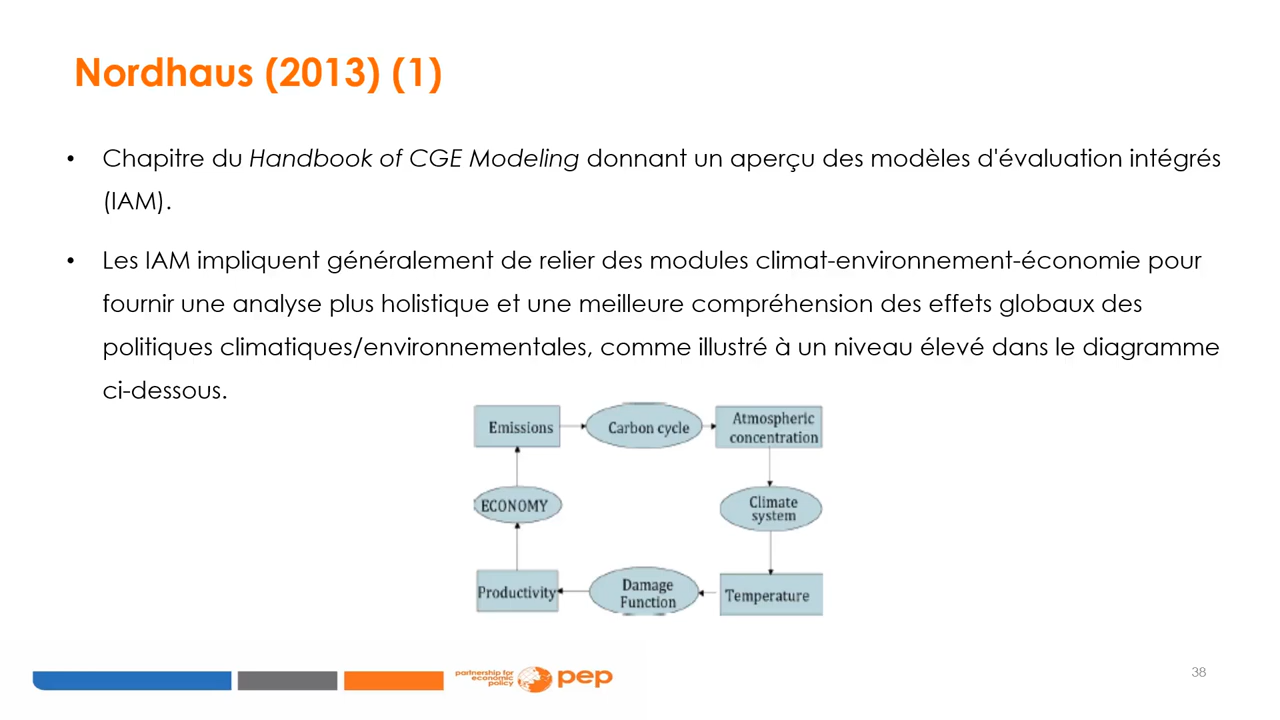 Nordhaus (2013) (1)
• Chapitre du Handbook of CGE Modeling donnant un aperçu des modèles d'évaluation intégrés
(IAM).
• Les IAM impliquent généralement de relier des modules climat-environnement-économie pour
fournir une analyse plus holistique et une meilleure compréhension des effets globaux des
politiques climatiques/environnementales, comme illustré à un niveau élevé dans le diagramme
ci-dessous.
Emissions
Carbon cycle
Atmospheric
concentration
ECONOMY
Climate
system
Productivity
Damage
Function
Temperature
partnership for
economic
policy
pep
38